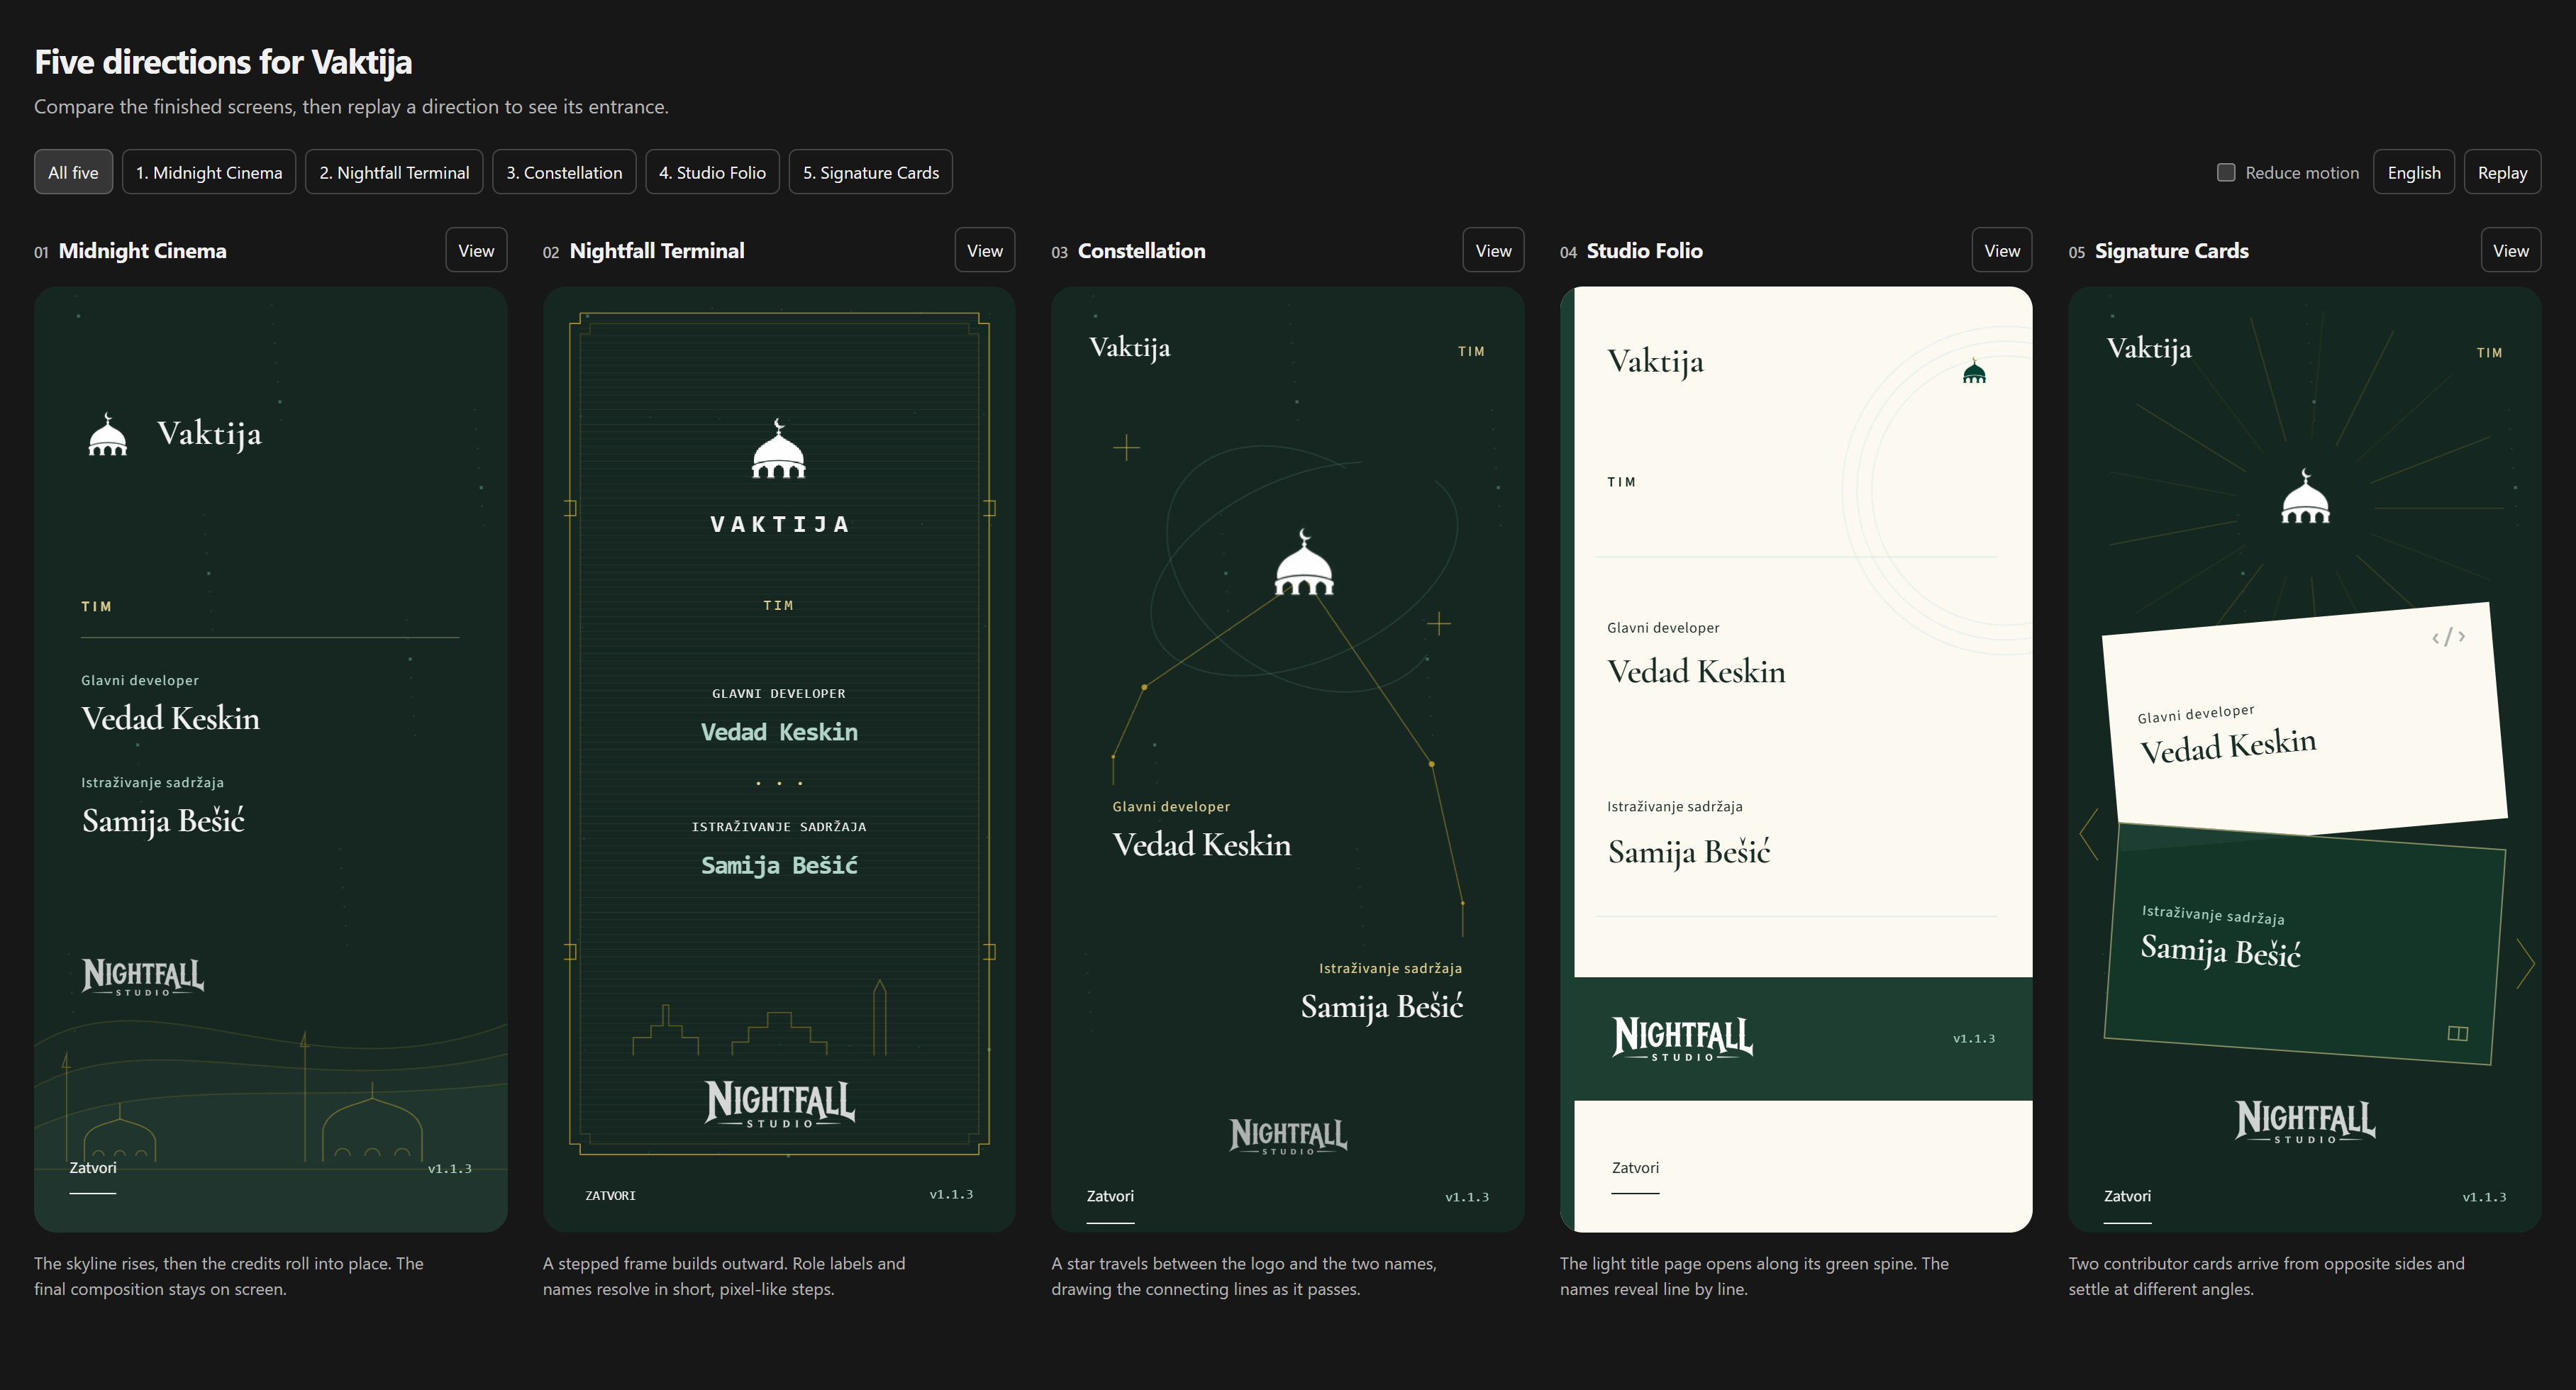 Five directions for Vaktija
Compare the finished screens, then replay a direction to see its entrance.
All five
1. Midnight Cinema
2. Nightfall Terminal
3. Constellation
4. Studio Folio
5. Signature Cards
Reduce motion
English
Replay
01 Midnight Cinema
View
Vaktija
TIM
Glavni developer
Vedad Keskin
Istraživanje sadržaja
Samija Bešić
NIGHTFALL
STUDIO
Zatvori
v1.1.3
The skyline rises, then the credits roll into place. The
final composition stays on screen.
02 Nightfall Terminal
View
VAKTIJA
TIM
GLAVNI DEVELOPER
Vedad Keskin
• • •
ISTRAŽIVANJE SADRŽAJA
Samija Bešić
NIGHTFALL
STUDIO
ZATVORI
v1.1.3
A stepped frame builds outward. Role labels and
names resolve in short, pixel-like steps.
03 Constellation
View
Vaktija
TIM
Glavni developer
Vedad Keskin
Istraživanje sadržaja
Samija Bešić
NIGHTFALL
STUDIO
Zatvori
v1.1.3
A star travels between the logo and the two names,
drawing the connecting lines as it passes.
04 Studio Folio
View
Vaktija
TIM
Glavni developer
Vedad Keskin
Istraživanje sadržaja
Samija Bešić
NIGHTFALL
STUDIO
v1.1.3
Zatvori
The light title page opens along its green spine. The
names reveal line by line.
05 Signature Cards
View
Vaktija
TIM
</>
Glavni developer
Vedad Keskin
Istraživanje sadržaja
Samija Bešić
NIGHTFALL
STUDIO
Zatvori
v1.1.3
Two contributor cards arrive from opposite sides and
settle at different angles.